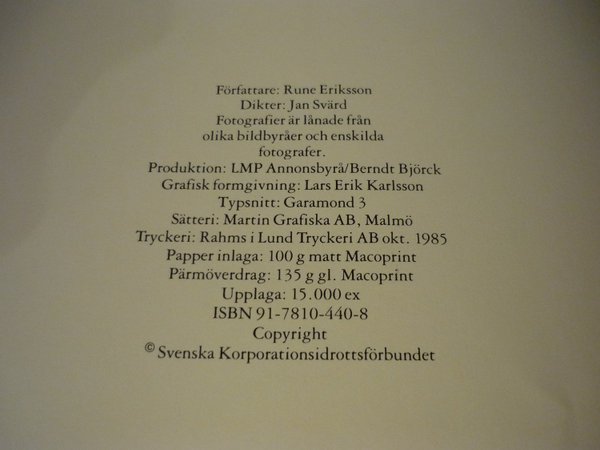 Författare: Rune Eriksson
Dikter: Jan Svärd
Fotografier är lånade från
olika bildbyråer och enskilda
fotografer.
Produktion: LMP Annonsbyrå/Berndt Björck
Grafisk formgivning: Lars Erik Karlsson
Typsnitt: Garamond 3
Sätteri: Martin Grafiska AB, Malmö
Tryckeri: Rahms i Lund Tryckeri AB okt. 1985
Papper inlaga: 100 g matt Macoprint
Pärmöverdrag: 135 g gl. Macoprint
Upplaga: 15.000 ex
ISBN 91-7810-440-8
Copyright
© Svenska Korporationsidrottsförbundet